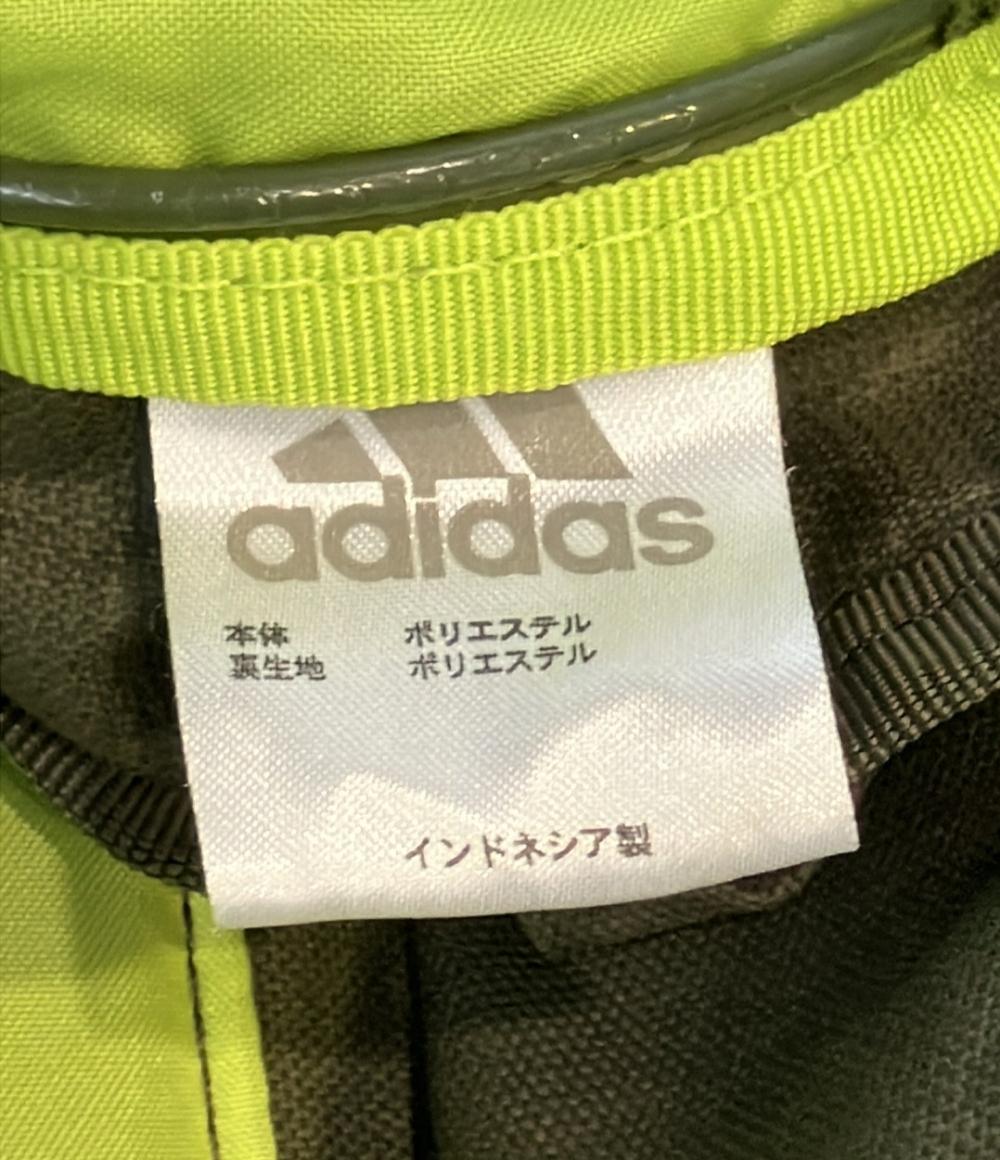 adidas
本体 ポリエステル
裏生地 ポリエステル
インドネシア製